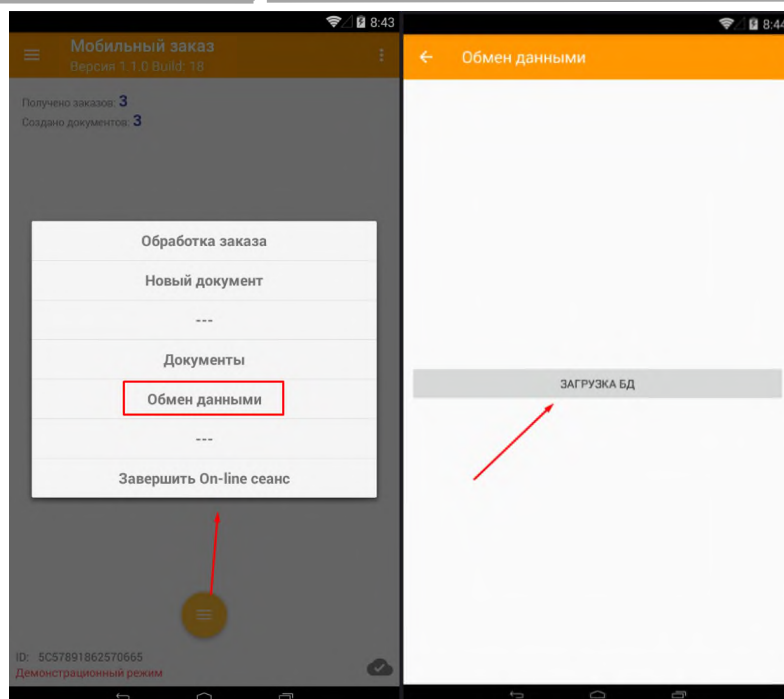 8:43
Мобильный заказ
Версия 1.1.0 Build: 18
Получено заказов: 3
Создано документов: 3
Обработка заказа
Новый документ
---
Документы
Обмен данными
---
Завершить On-line сеанс
ID: 5C57891862570665
Демонстрационный режим
8:44
Обмен данными
ЗАГРУЗКА БД